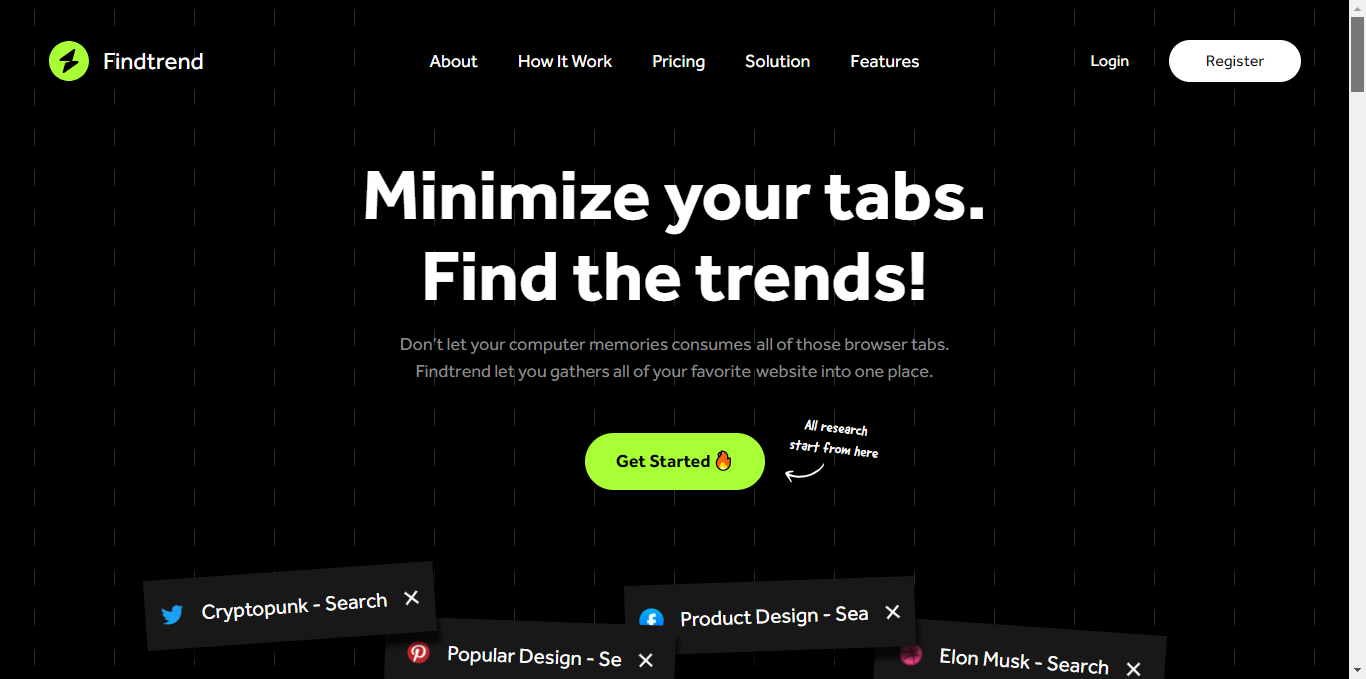 Findtrend
About
How It Work
Pricing
Solution
Features
Login
Register
Minimize your tabs.
Find the trends!
Don't let your computer memories consumes all of those browser tabs.
Findtrend let you gathers all of your favorite website into one place.
All research
start from here
Get Started
Cryptopunk - Search
Product Design - Sea
Popular Design - Se
Elon Musk - Search